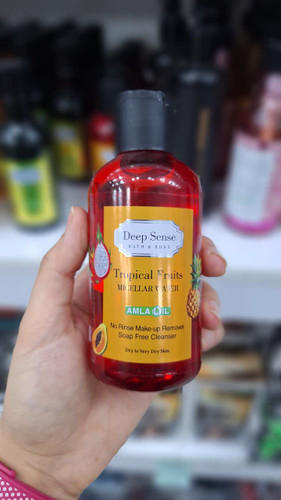 Deep Sense
BATH & BODY
Tropical Fruits
MICELLAR WATER
AMLA OIL
No Rinse Make-up Remover
Soap Free Cleanser
Dry to Very Dry Skin